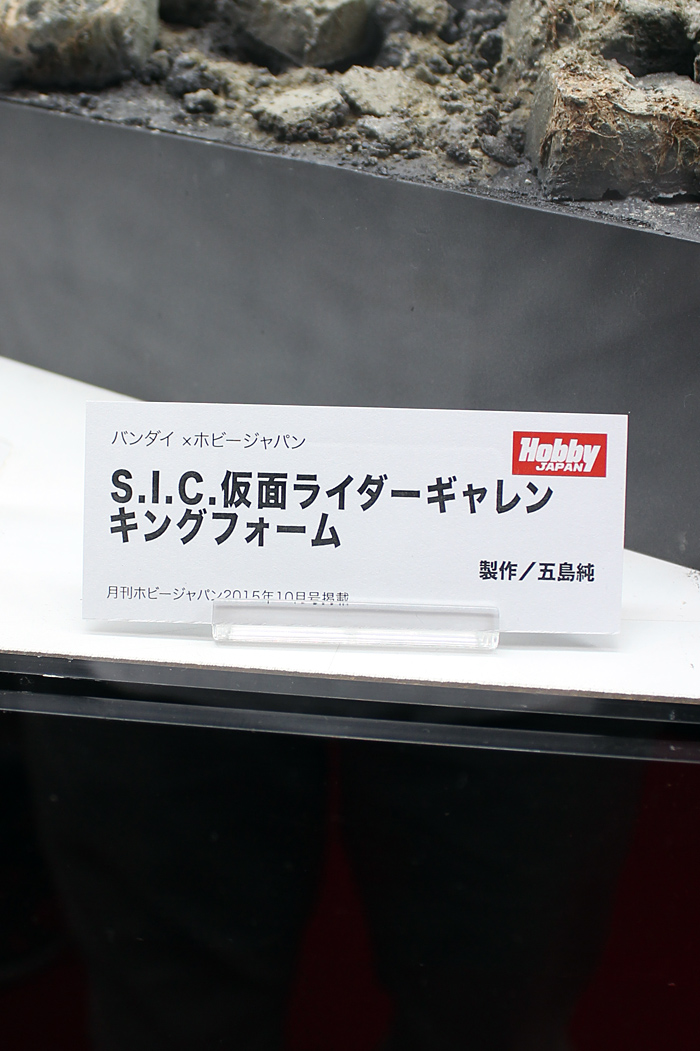 バンダイ ×ホビージャパン
Hobby
JAPAN
S.I.C.仮面ライダーギャレン
キングフォーム
製作／五島純
月刊ホビージャパン2015年10月号掲載